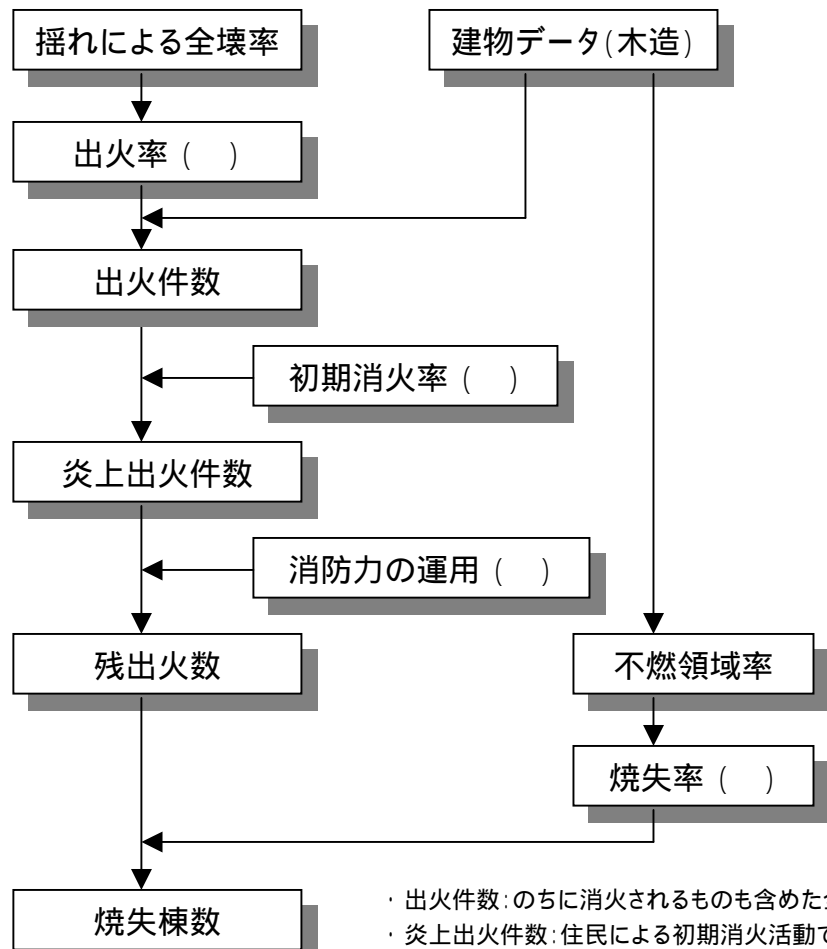 揺れによる全壊率
建物データ(木造)
出火率 (　)
出火件数
初期消火率 (　)
炎上出火件数
消防力の運用 (　)
残出火数
不燃領域率
焼失率 (　)
焼失棟数
・ 出火件数:のちに消火されるものも含めた
・ 炎上出火件数:住民による初期消火活動で